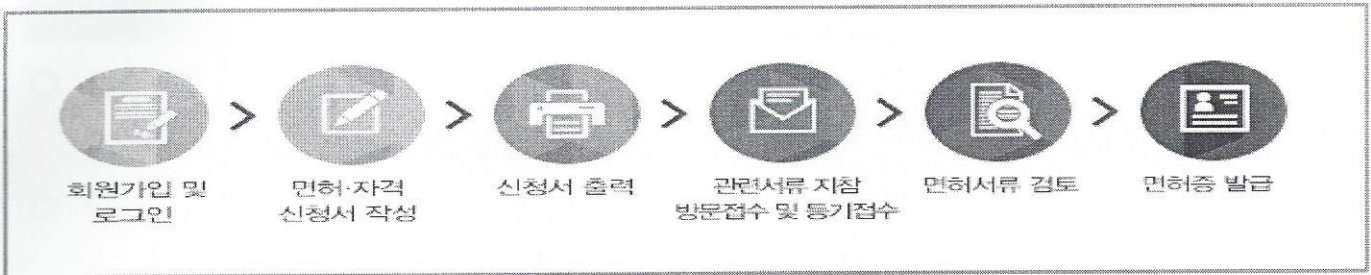 회원가입 및
로그인
면허·자격
신청서 작성
신청서 출력
관련서류 지참
방문접수 및 등기접수
면허서류 검토
면허증 발급